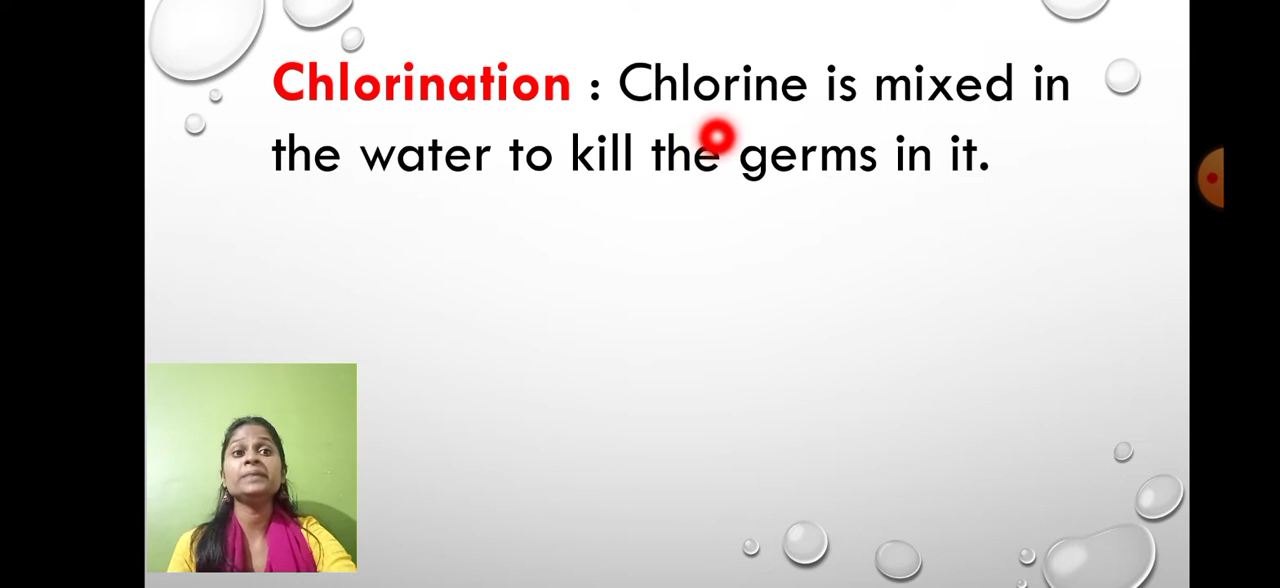 Chlorination : Chlorine is mixed in
the water to kill the germs in it.